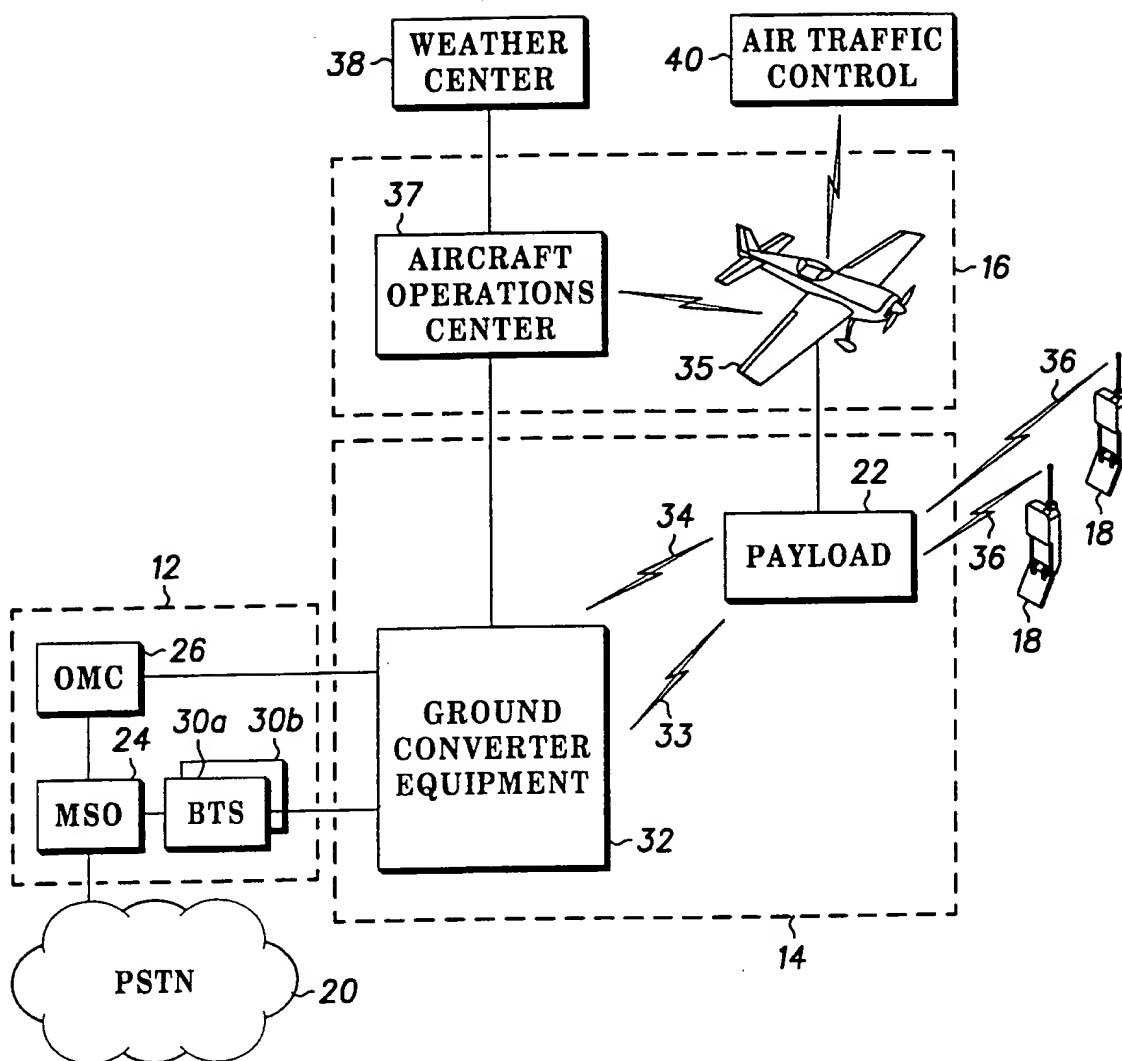 38
WEATHER
CENTER
40
AIR TRAFFIC
CONTROL
37
AIRCRAFT
OPERATIONS
CENTER
35
16
36
18
22
PAYLOAD
36
18
34
33
12
OMC
26
30a
30b
24
MSO
BTS
GROUND
CONVERTER
EQUIPMENT
32
14
PSTN
20